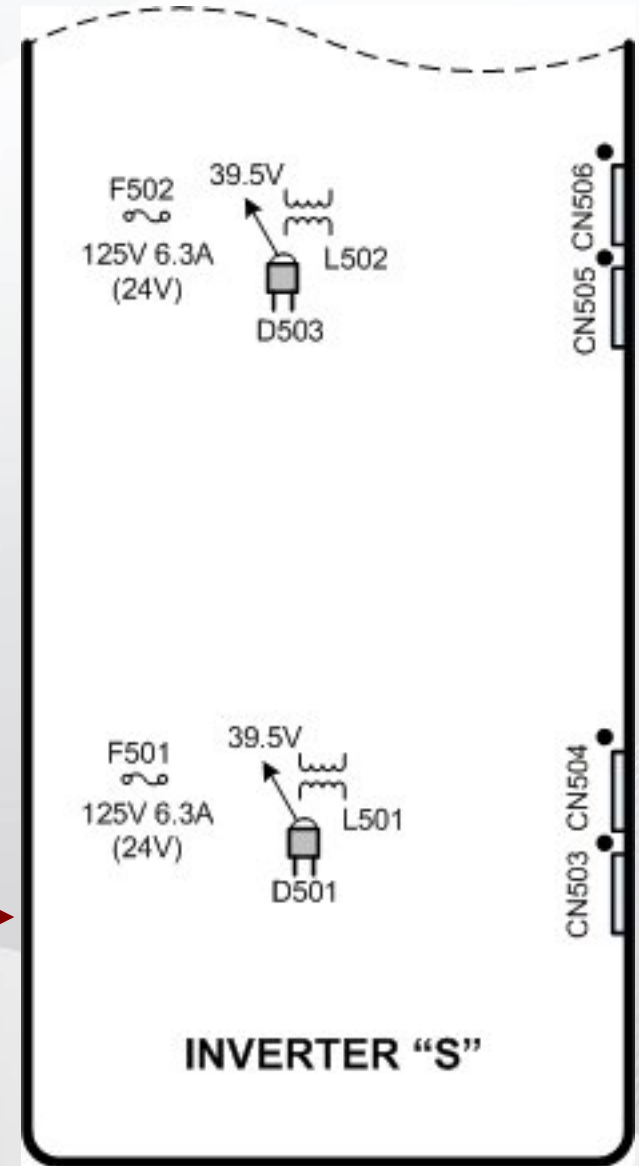 F502
39.5V
125V 6.3A
(24V)
L502
D503
CN506
CN505
F501
39.5V
125V 6.3A
(24V)
L501
D501
CN504
CN503
INVERTER “S”